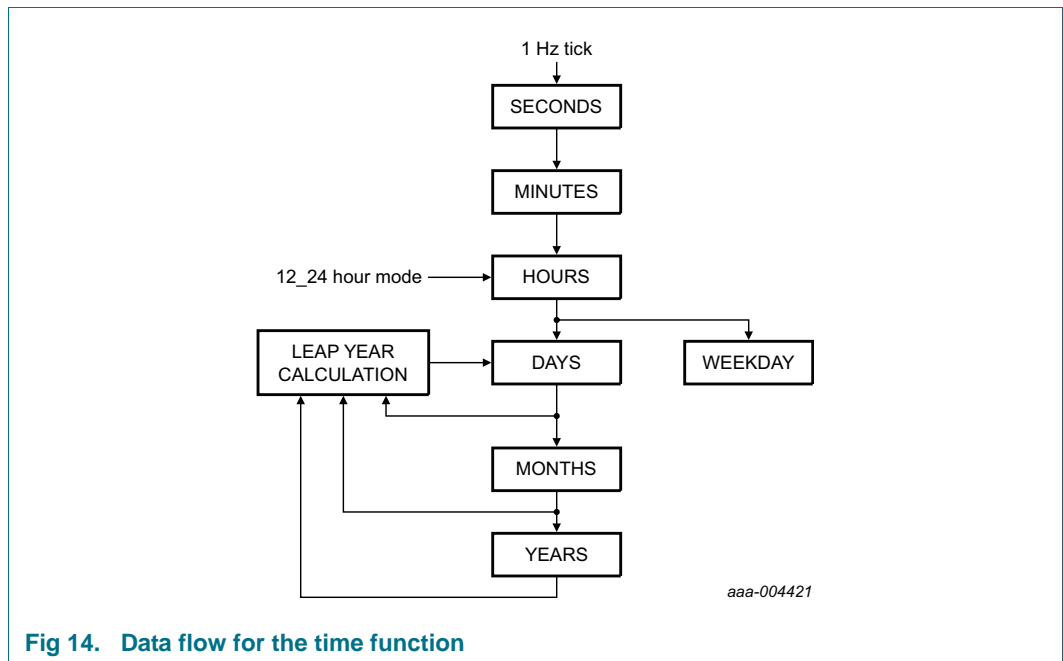 1 Hz tick
SECONDS
MINUTES
12_24 hour mode
HOURS
LEAP YEAR
CALCULATION
DAYS
WEEKDAY
MONTHS
YEARS
aaa-004421
Fig 14. Data flow for the time function